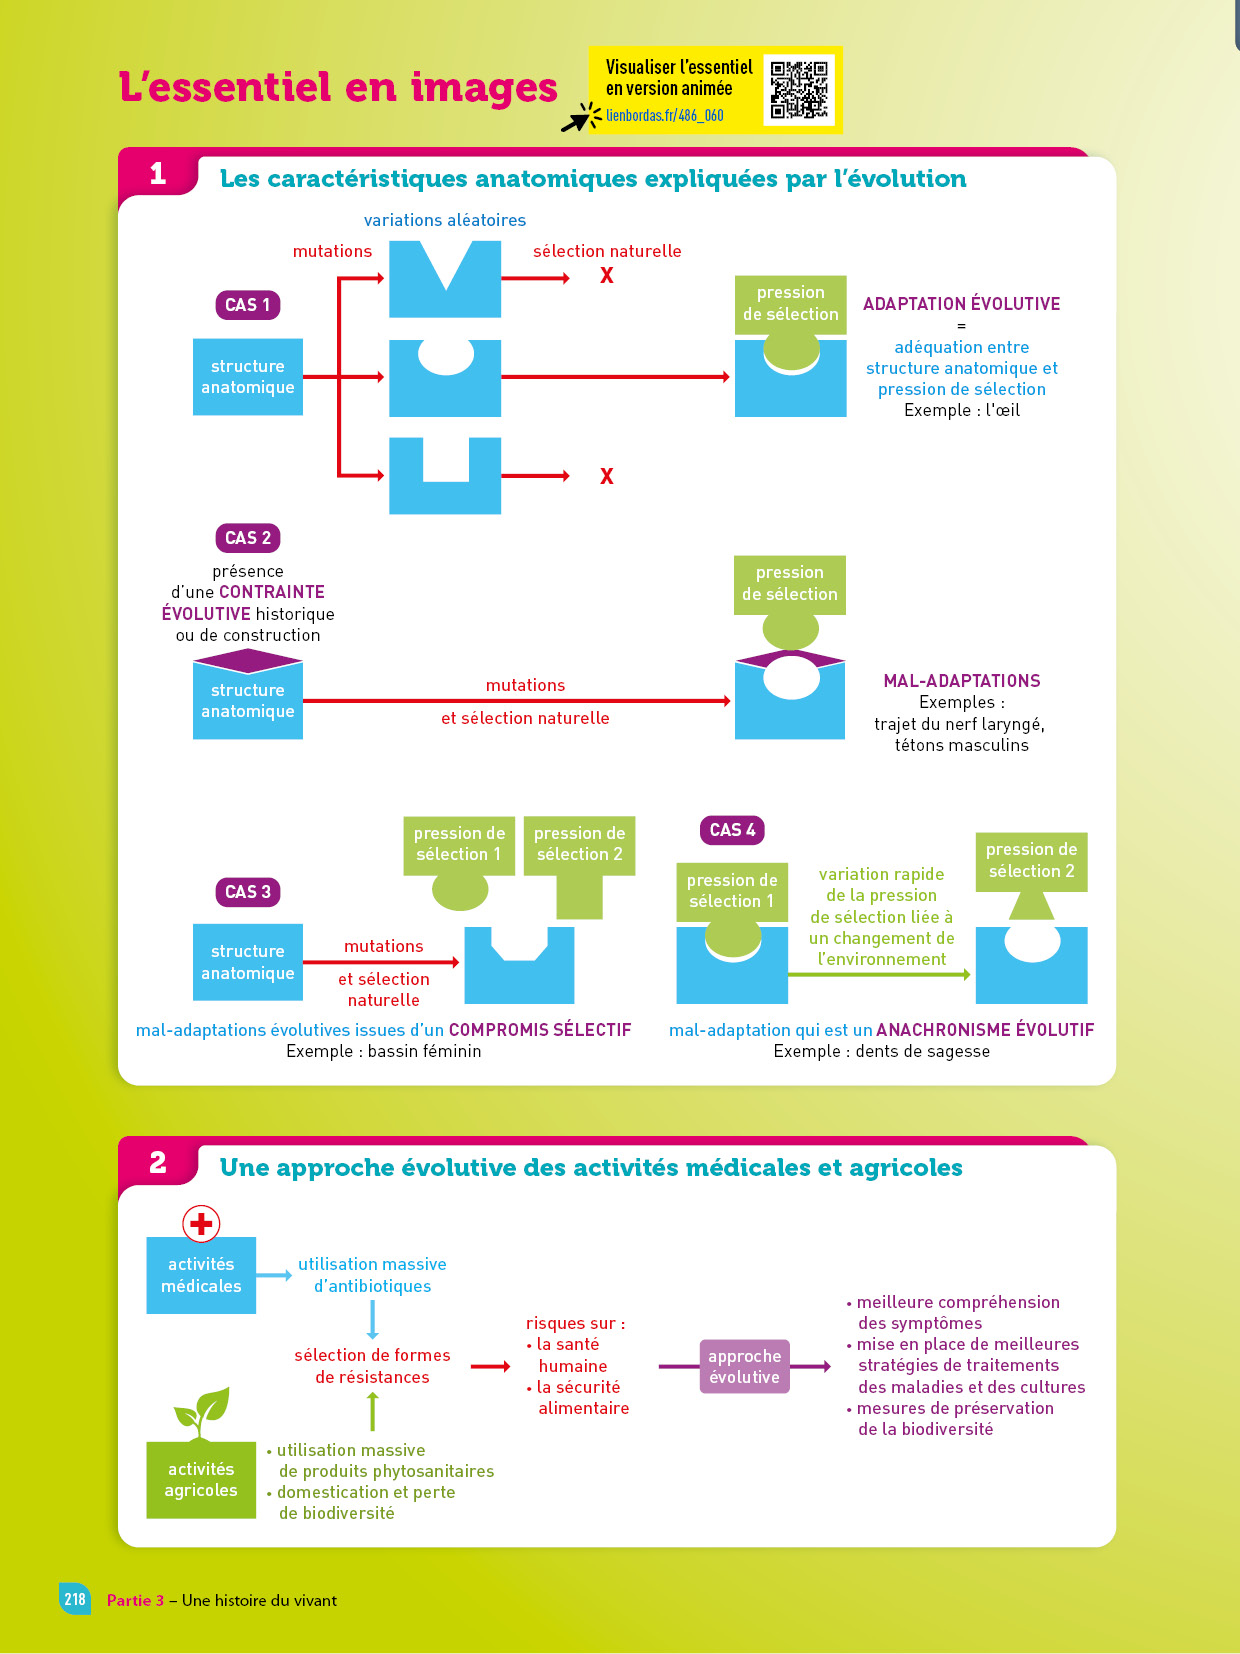 L'essentiel en images
Visualiser l'essentiel
en version animée
lienbordas.fr/486_060
1
Les caractéristiques anatomiques expliquées par l'évolution
variations aléatoires
mutations
sélection naturelle
X
CAS 1
structure
anatomique
pression
de sélection
ADAPTATION ÉVOLUTIVE
=
adéquation entre
structure anatomique et
pression de sélection
Exemple : l'œil
X
CAS 2
présence
d'une CONTRAINTE
ÉVOLUTIVE historique
ou de construction
structure
anatomique
mutations
et sélection naturelle
pression
de sélection
MAL-ADAPTATIONS
Exemples :
trajet du nerf laryngé,
tétons masculins
CAS 3
structure
anatomique
mutations
et sélection
naturelle
pression de
sélection 1
pression de
sélection 2
mal-adaptations évolutives issues d'un COMPROMIS SÉLECTIF
Exemple : bassin féminin
CAS 4
pression de
sélection 1
variation rapide
de la pression
de sélection liée à
un changement de
l'environnement
pression de
sélection 2
mal-adaptation qui est un ANACHRONISME ÉVOLUTIF
Exemple : dents de sagesse
2
Une approche évolutive des activités médicales et agricoles
activités
médicales
utilisation massive
d'antibiotiques
sélection de formes
de résistances
activités
agricoles
• utilisation massive
de produits phytosanitaires
• domestication et perte
de biodiversité
risques sur :
• la santé
humaine
• la sécurité
alimentaire
approche
évolutive
• meilleure compréhension
des symptômes
• mise en place de meilleures
stratégies de traitements
des maladies et des cultures
• mesures de préservation
de la biodiversité
218
Partie 3 – Une histoire du vivant